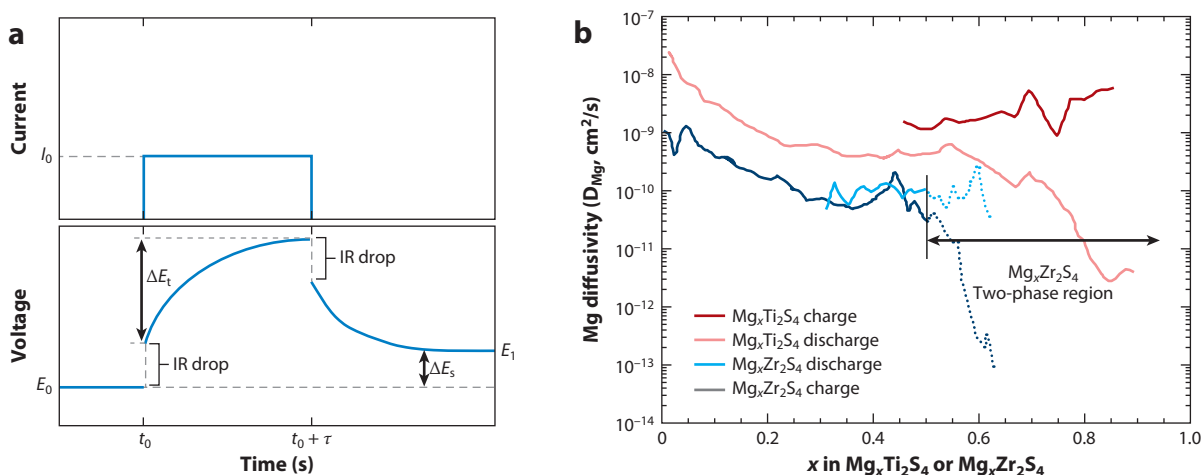 a
Current
I₀
Voltage
ΔEₜ
IR drop
IR drop
E₀
E₁
ΔEₛ
t₀
t₀ + τ
Time (s)
b
Mg diffusivity (D_Mg, cm²/s)
10⁻⁷
10⁻⁸
10⁻⁹
10⁻¹⁰
10⁻¹¹
10⁻¹²
10⁻¹³
10⁻¹⁴
MgₓZr₂S₄
Two-phase region
MgₓTi₂S₄ charge
MgₓTi₂S₄ discharge
MgₓZr₂S₄ discharge
MgₓZr₂S₄ charge
0
0.2
0.4
0.6
0.8
1.0
x in MgₓTi₂S₄ or MgₓZr₂S₄